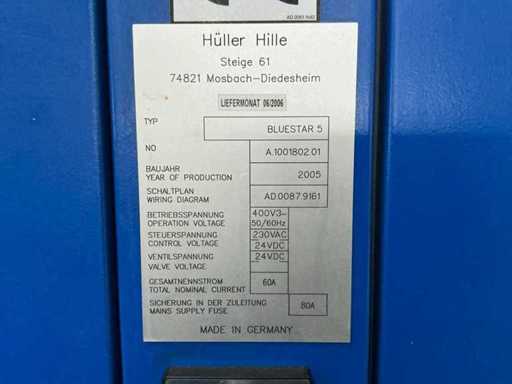 Hüller Hille
Steige 61
74821 Mosbach-Diedesheim
LIEFERMONAT 06/2006
TYP BLUESTAR 5
NO A.1001802.01
BAUJAHR
YEAR OF PRODUCTION 2005
SCHALTPLAN
WIRING DIAGRAM AD.0087.9161
BETRIEBSSPANNUNG 400V3~
OPERATION VOLTAGE 50/60Hz
STEUERSPANNUNG 230VAC
CONTROL VOLTAGE 24VDC
VENTILSPANNUNG 24VDC
VALVE VOLTAGE
GESAMTNENNSTROM 60A
TOTAL NOMINAL CURRENT
SICHERUNG IN DER ZULEITUNG 80A
MAINS SUPPLY FUSE
MADE IN GERMANY